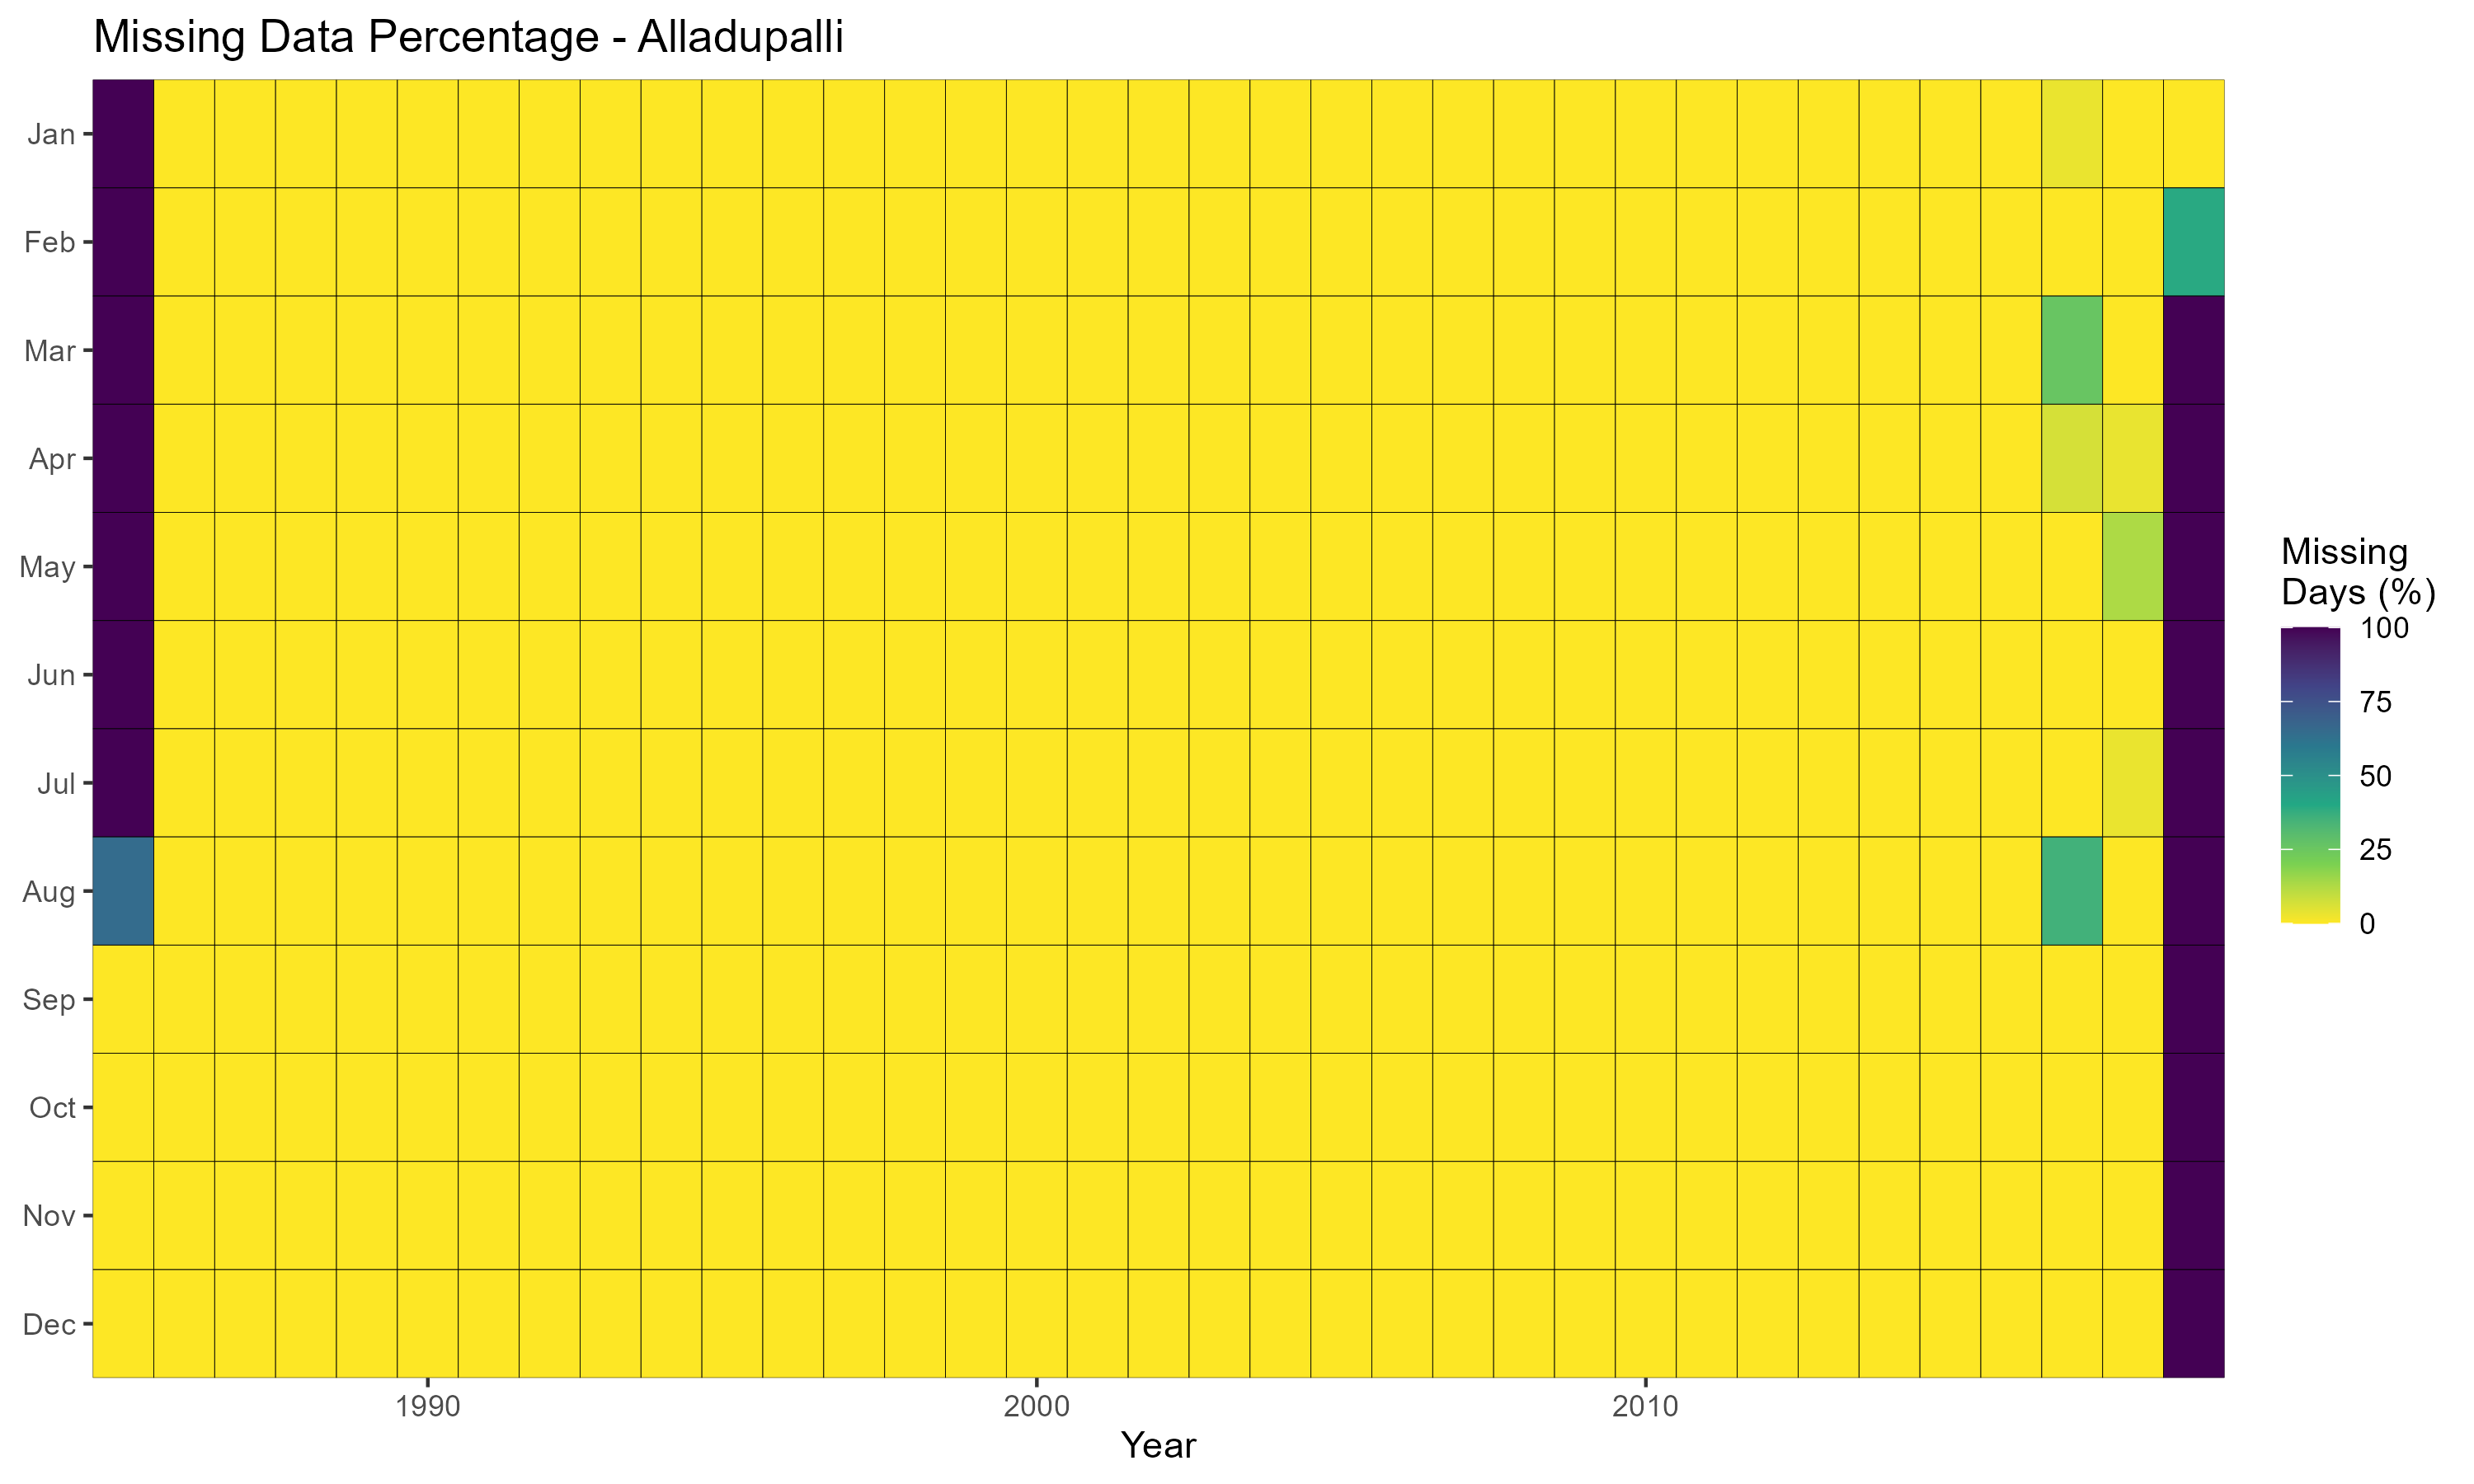 Missing Data Percentage - Alladupalli
Jan
Feb
Mar
Apr
May
Jun
Jul
Aug
Sep
Oct
Nov
Dec
1990
2000
2010
Year
Missing
Days (%)
100
75
50
25
0